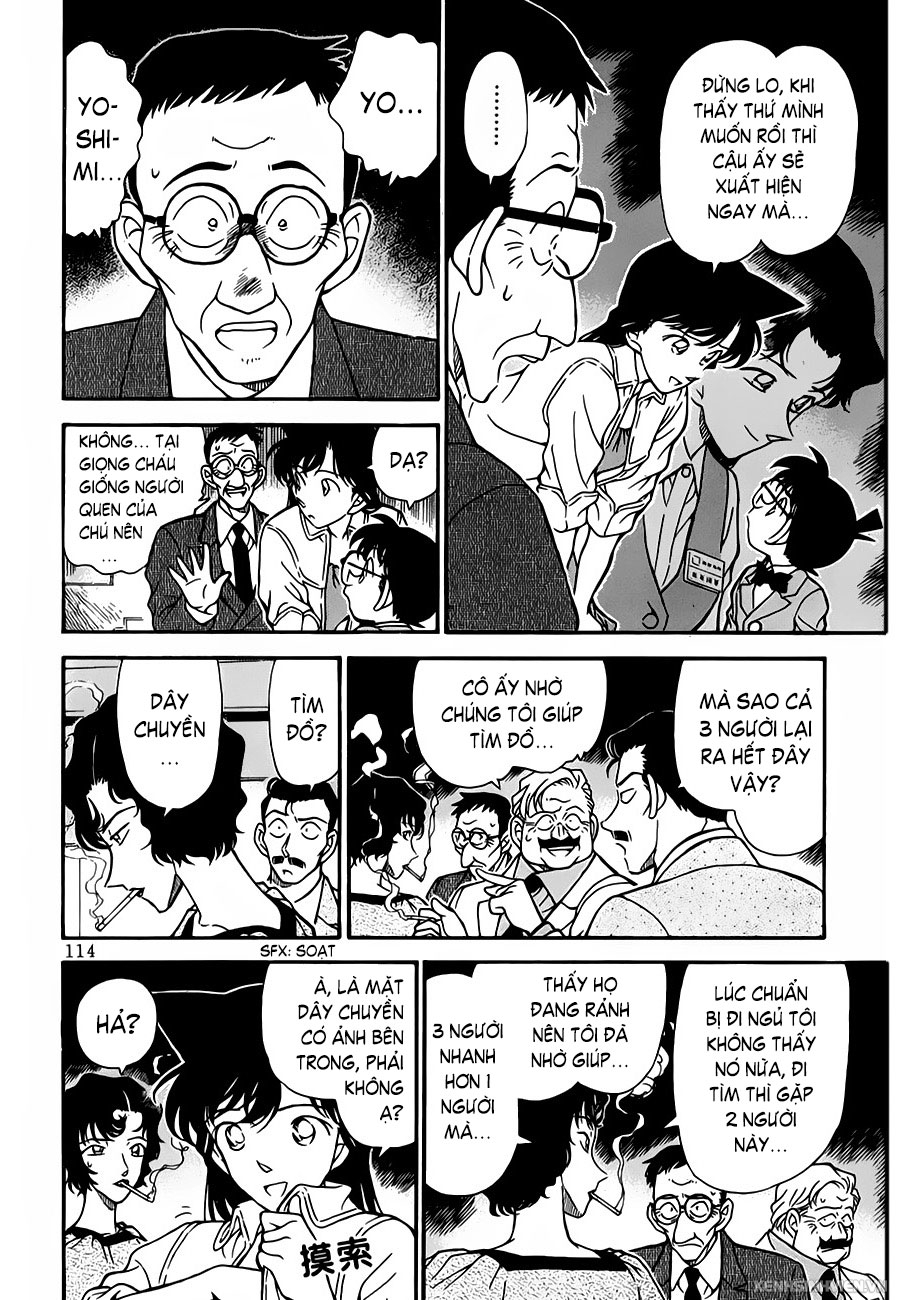 ĐỪNG LO, KHI
THẤY THỨ MÌNH
MUỐN RỒI THÌ
CẬU ẤY SẼ
XUẤT HIỆN
NGAY MÀ...
.........
YO...
YO-
SHI-
MI...
DẠ?
KHÔNG... TẠI
GIỌNG CHÁU
GIỐNG NGƯỜI
QUEN CỦA
CHÚ NÊN
...
MÀ SAO CẢ
3 NGƯỜI LẠI
RA HẾT ĐÂY
VẬY?
CÔ ẤY NHỜ
CHÚNG TÔI GIÚP
TÌM ĐỒ...
TÌM
ĐỒ?
DÂY
CHUYỀN
...
114
SFX: SOẠT
LÚC CHUẨN
BỊ ĐI NGỦ TÔI
KHÔNG THẤY
NÓ NỮA, ĐI
TÌM THÌ GẶP
2 NGƯỜI
NÀY...
THẤY HỌ
ĐANG RẢNH
NÊN TÔI ĐÃ
NHỜ GIÚP...
3 NGƯỜI
NHANH
HƠN 1
NGƯỜI
MÀ...
À, LÀ MẶT
DÂY CHUYỀN
CÓ ẢNH BÊN
TRONG, PHẢI
KHÔNG
Ạ?
HẢ?
摸索